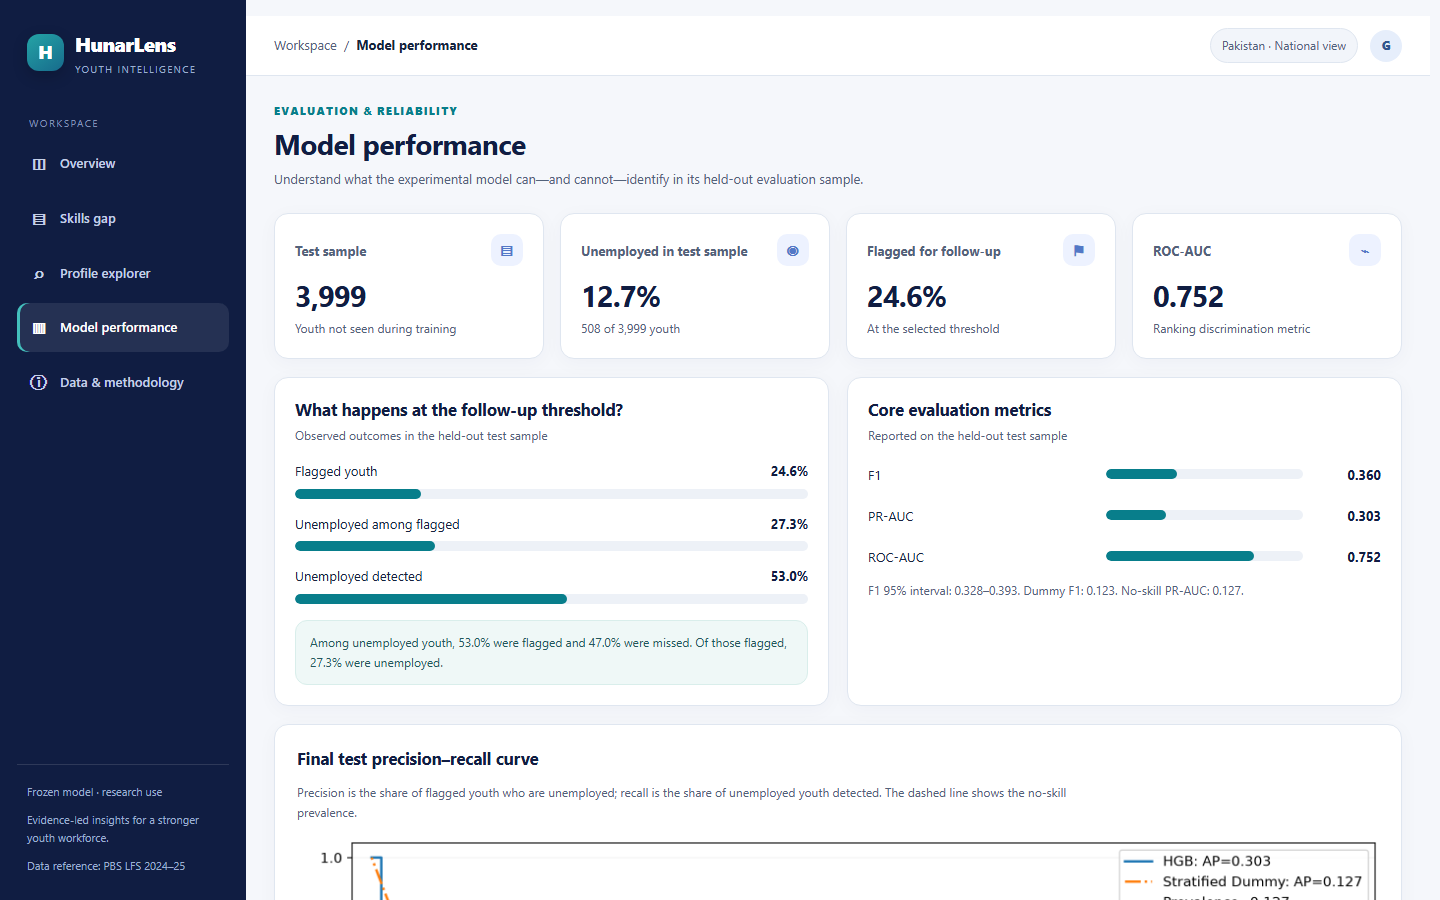 H
HunarLens
YOUTH INTELLIGENCE
WORKSPACE
Overview
Skills gap
Profile explorer
Model performance
Data & methodology
Frozen model · research use
Evidence-led insights for a stronger
youth workforce.
Data reference: PBS LFS 2024–25
Workspace / Model performance
Pakistan · National view
G
EVALUATION & RELIABILITY
Model performance
Understand what the experimental model can—and cannot—identify in its held-out evaluation sample.
Test sample
3,999
Youth not seen during training
Unemployed in test sample
12.7%
508 of 3,999 youth
Flagged for follow-up
24.6%
At the selected threshold
ROC-AUC
0.752
Ranking discrimination metric
What happens at the follow-up threshold?
Observed outcomes in the held-out test sample
Flagged youth 24.6%
Unemployed among flagged 27.3%
Unemployed detected 53.0%
Among unemployed youth, 53.0% were flagged and 47.0% were missed. Of those flagged,
27.3% were unemployed.
Core evaluation metrics
Reported on the held-out test sample
F1 0.360
PR-AUC 0.303
ROC-AUC 0.752
F1 95% interval: 0.328–0.393. Dummy F1: 0.123. No-skill PR-AUC: 0.127.
Final test precision–recall curve
Precision is the share of flagged youth who are unemployed; recall is the share of unemployed youth detected. The dashed line shows the no-skill
prevalence.
1.0
HGB: AP=0.303
Stratified Dummy: AP=0.127